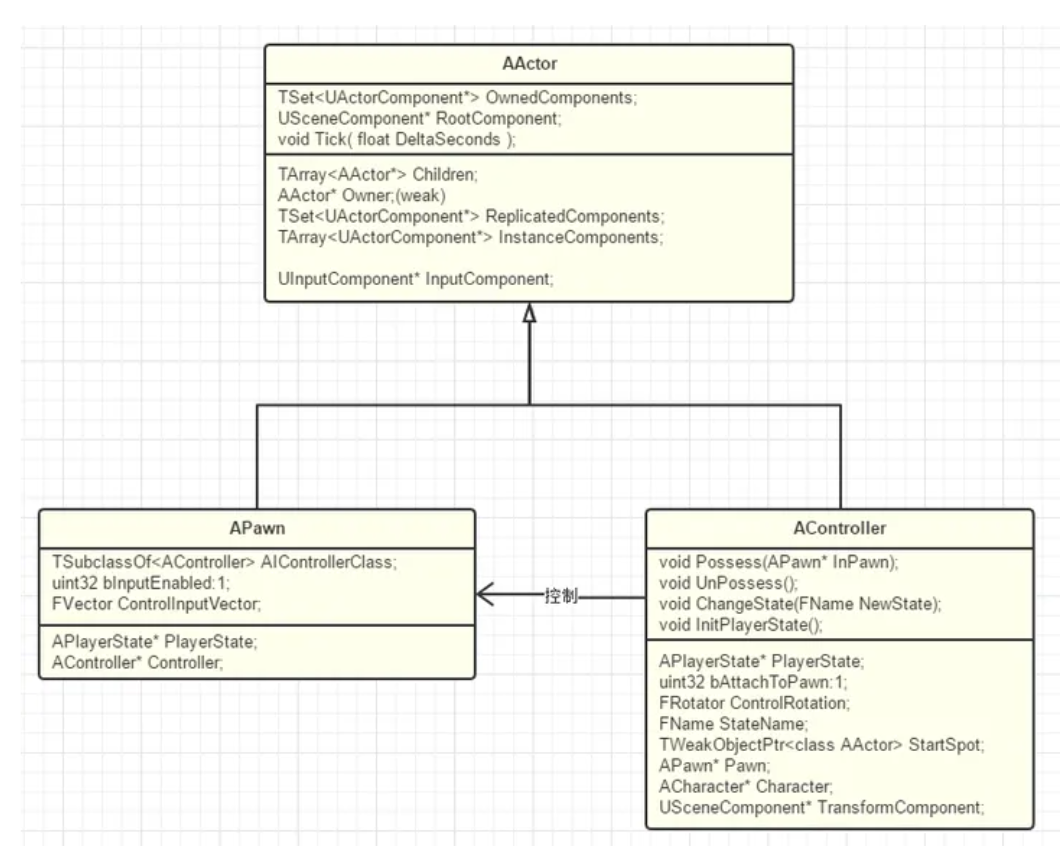 AActor
TSet<UActorComponent*> OwnedComponents;
USceneComponent* RootComponent;
void Tick( float DeltaSeconds );
TArray<AActor*> Children;
AActor* Owner;(weak)
TSet<UActorComponent*> ReplicatedComponents;
TArray<UActorComponent*> InstanceComponents;
UInputComponent* InputComponent;
APawn
TSubclassOf<AController> AIControllerClass;
uint32 bInputEnabled:1;
FVector ControlInputVector;
APlayerState* PlayerState;
AController* Controller;
控制
AController
void Possess(APawn* InPawn);
void UnPossess();
void ChangeState(FName NewState);
void InitPlayerState();
APlayerState* PlayerState;
uint32 bAttachToPawn:1;
FRotator ControlRotation;
FName StateName;
TWeakObjectPtr<class AActor> StartSpot;
APawn* Pawn;
ACharacter* Character;
USceneComponent* TransformComponent;